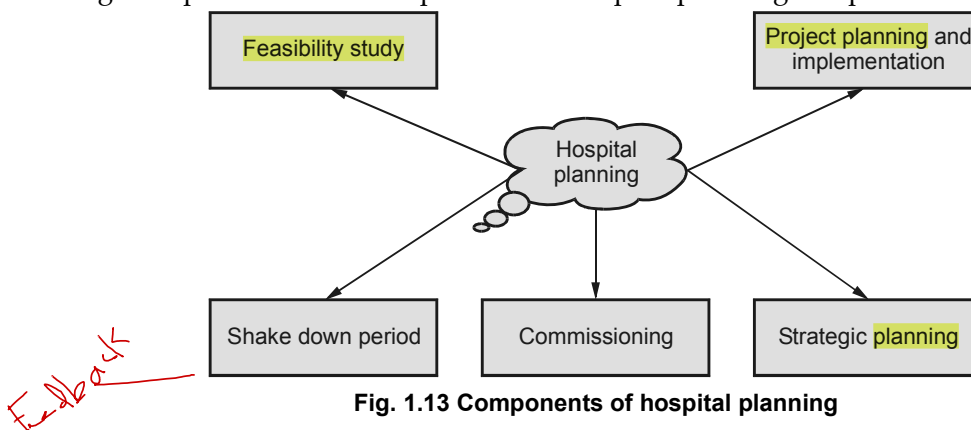 Feasibility study
Project planning and
implementation
Hospital
planning
Shake down period
Commissioning
Strategic planning
Feedback
Fig. 1.13 Components of hospital planning